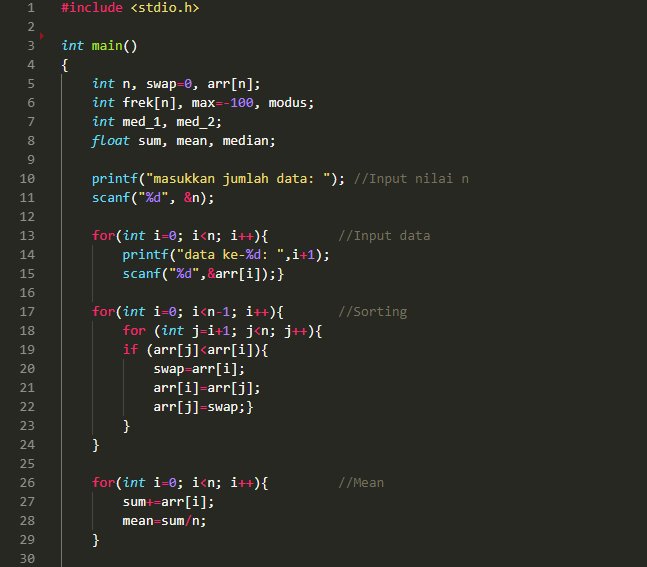 1 #include <stdio.h>
2
3 int main()
4 {
5 int n, swap=0, arr[n];
6 int frek[n], max=-100, modus;
7 int med_1, med_2;
8 float sum, mean, median;
9
10 printf("masukkan jumlah data: "); //Input nilai n
11 scanf("%d", &n);
12
13 for(int i=0; i<n; i++){ //Input data
14 printf("data ke-%d: ",i+1);
15 scanf("%d",&arr[i]);}
16
17 for(int i=0; i<n-1; i++){ //Sorting
18 for (int j=i+1; j<n; j++){
19 if (arr[j]<arr[i]){
20 swap=arr[i];
21 arr[i]=arr[j];
22 arr[j]=swap;}
23 }
24 }
25
26 for(int i=0; i<n; i++){ //Mean
27 sum+=arr[i];
28 mean=sum/n;
29 }
30